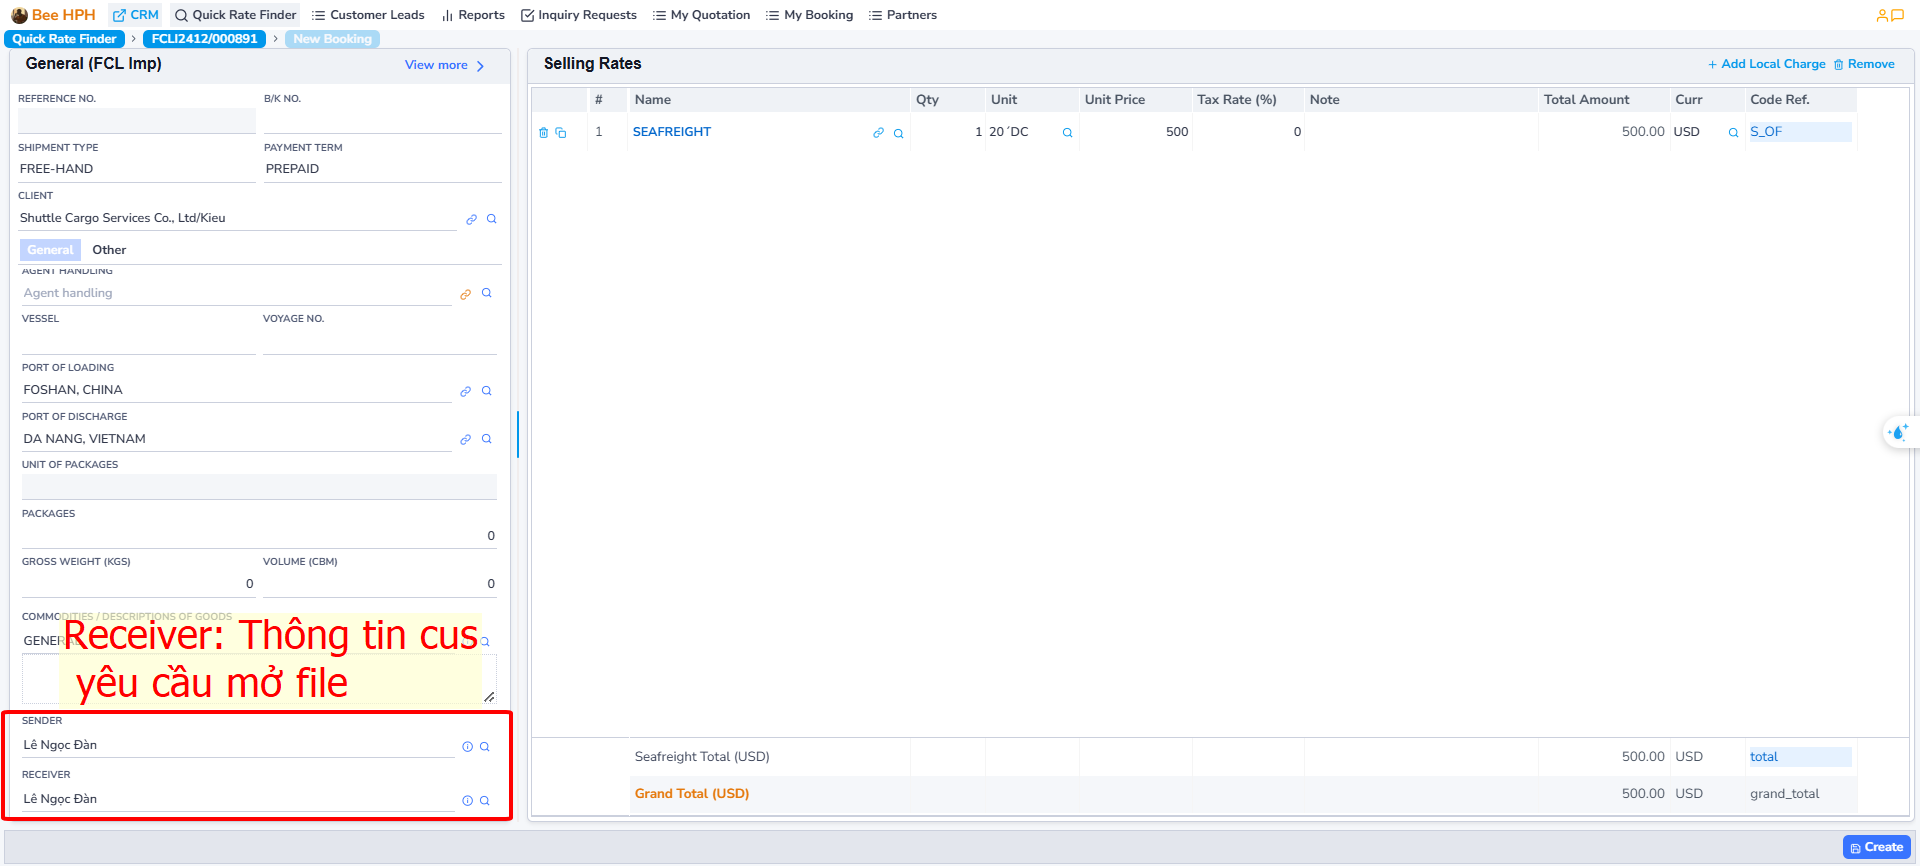 Bee HPH CRM Quick Rate Finder Customer Leads Reports Inquiry Requests My Quotation My Booking Partners
Quick Rate Finder > FCLI2412/000891 > New Booking
General (FCL Imp) View more
REFERENCE NO. B/K NO.
SHIPMENT TYPE PAYMENT TERM
FREE-HAND PREPAID
CLIENT
Shuttle Cargo Services Co., Ltd/Kieu
General Other
AGENT HANDLING
Agent handling
VESSEL VOYAGE NO.
PORT OF LOADING
FOSHAN, CHINA
PORT OF DISCHARGE
DA NANG, VIETNAM
UNIT OF PACKAGES
PACKAGES
0
GROSS WEIGHT (KGS) VOLUME (CBM)
0 0
COMMODITIES / DESCRIPTIONS OF GOODS
GENERAL
Receiver: Thông tin cus
yêu cầu mở file
SENDER
Lê Ngọc Đàn
RECEIVER
Lê Ngọc Đàn
Selling Rates + Add Local Charge Remove
# Name Qty Unit Unit Price Tax Rate (%) Note Total Amount Curr Code Ref.
1 SEAFREIGHT 1 20´DC 500 0 500.00 USD S_OF
Seafreight Total (USD) 500.00 USD total
Grand Total (USD) 500.00 USD grand_total
Create